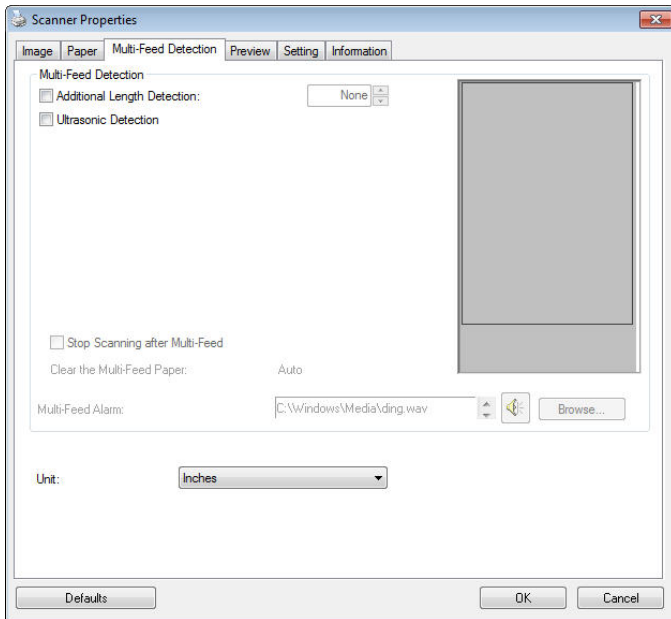 Scanner Properties
Image Paper Multi-Feed Detection Preview Setting Information
Multi-Feed Detection
Additional Length Detection: None
Ultrasonic Detection
Stop Scanning after Multi-Feed
Clear the Multi-Feed Paper: Auto
Multi-Feed Alarm: C:\Windows\Media\ding.wav Browse...
Unit: Inches
Defaults OK Cancel